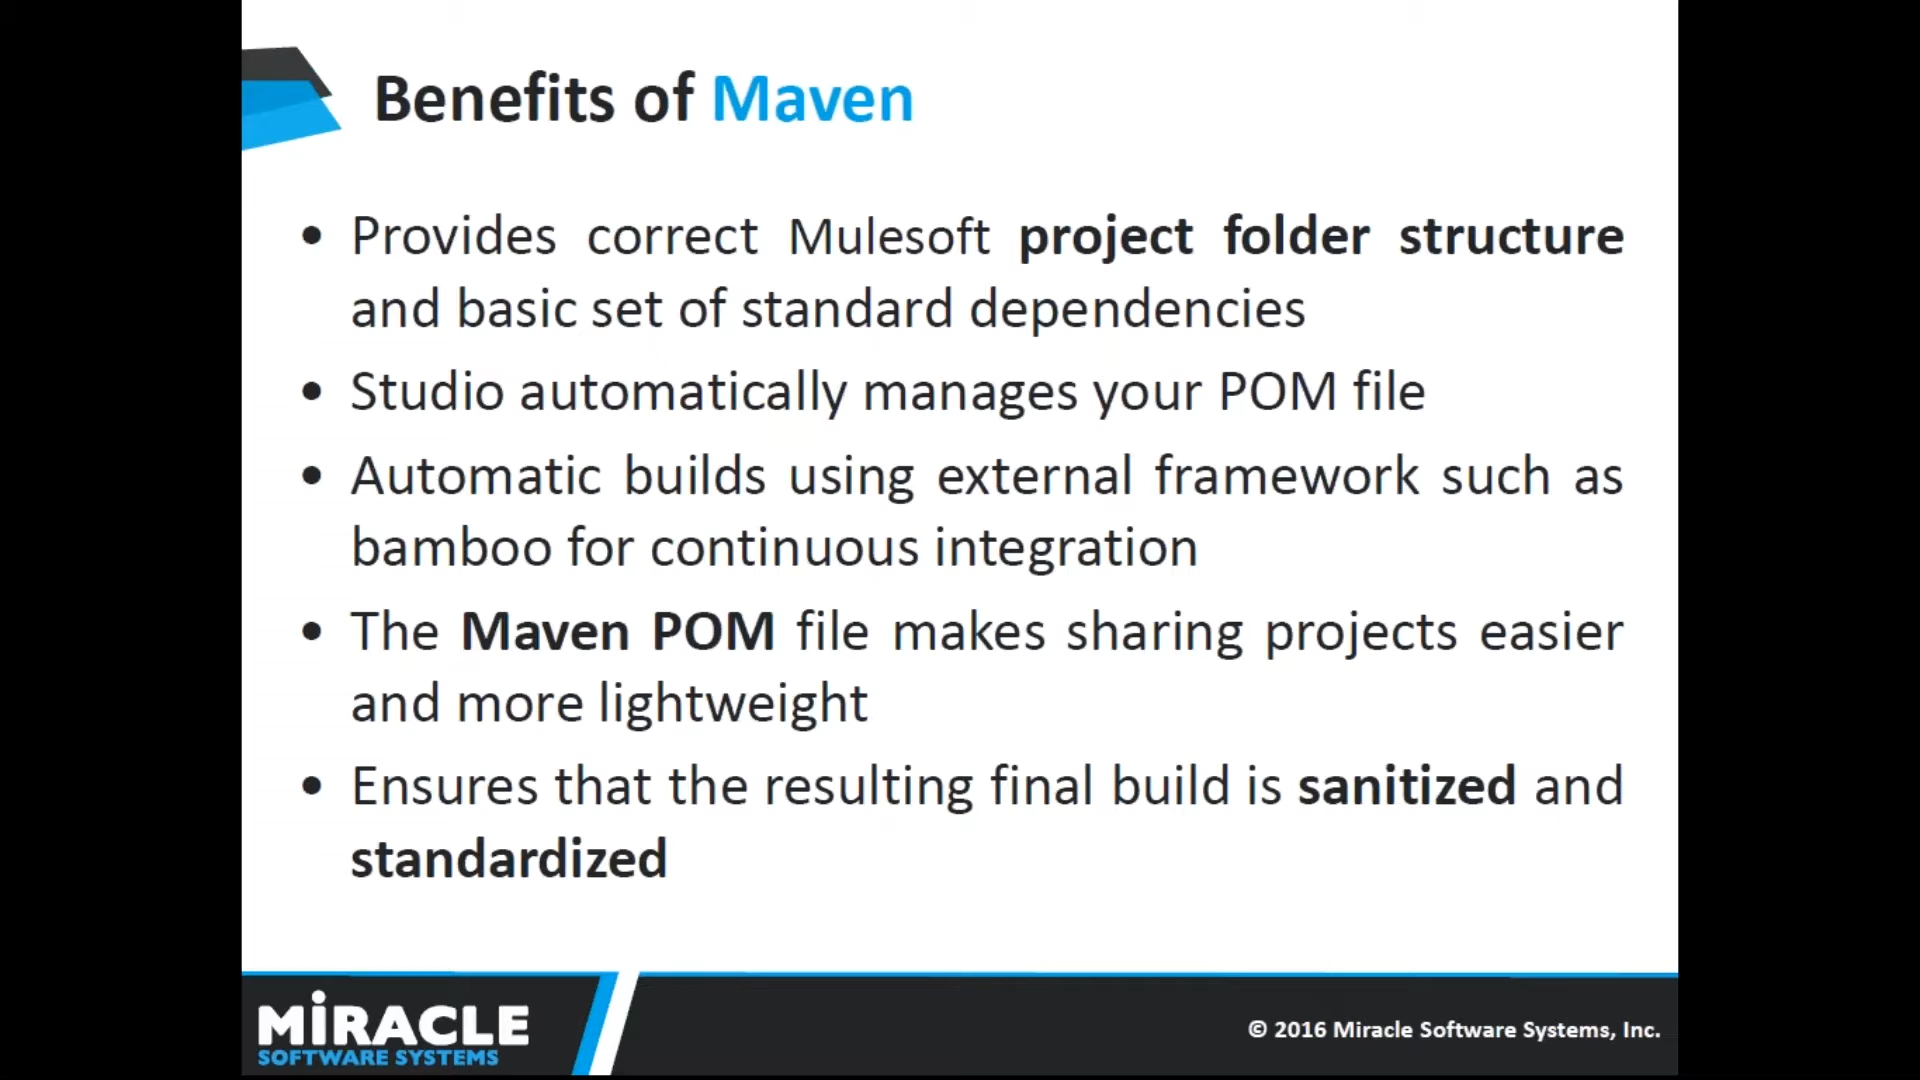 Benefits of Maven
• Provides correct Mulesoft project folder structure
and basic set of standard dependencies
• Studio automatically manages your POM file
• Automatic builds using external framework such as
bamboo for continuous integration
• The Maven POM file makes sharing projects easier
and more lightweight
• Ensures that the resulting final build is sanitized and
standardized
MiRACLE
SOFTWARE SYSTEMS
© 2016 Miracle Software Systems, Inc.